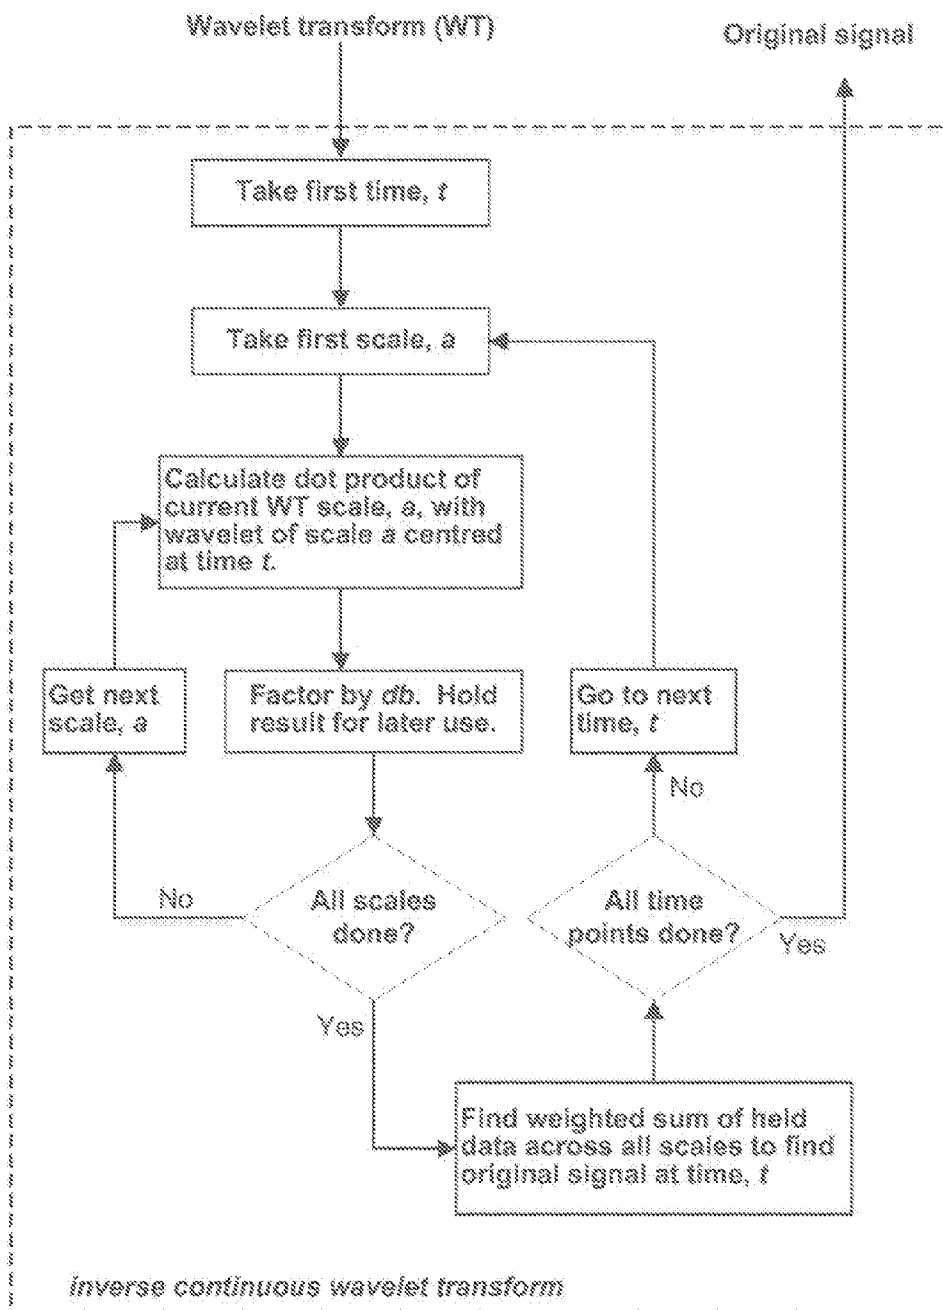 Wavelet transform (WT)
Original signal
Take first time, t
Take first scale, a
Calculate dot product of
current WT scale, a, with
wavelet of scale a centred
at time t.
Get next
scale, a
Factor by db. Hold
result for later use.
Go to next
time, t
No
No
All scales
done?
All time
points done?
Yes
Yes
Find weighted sum of held
data across all scales to find
original signal at time, t
inverse continuous wavelet transform